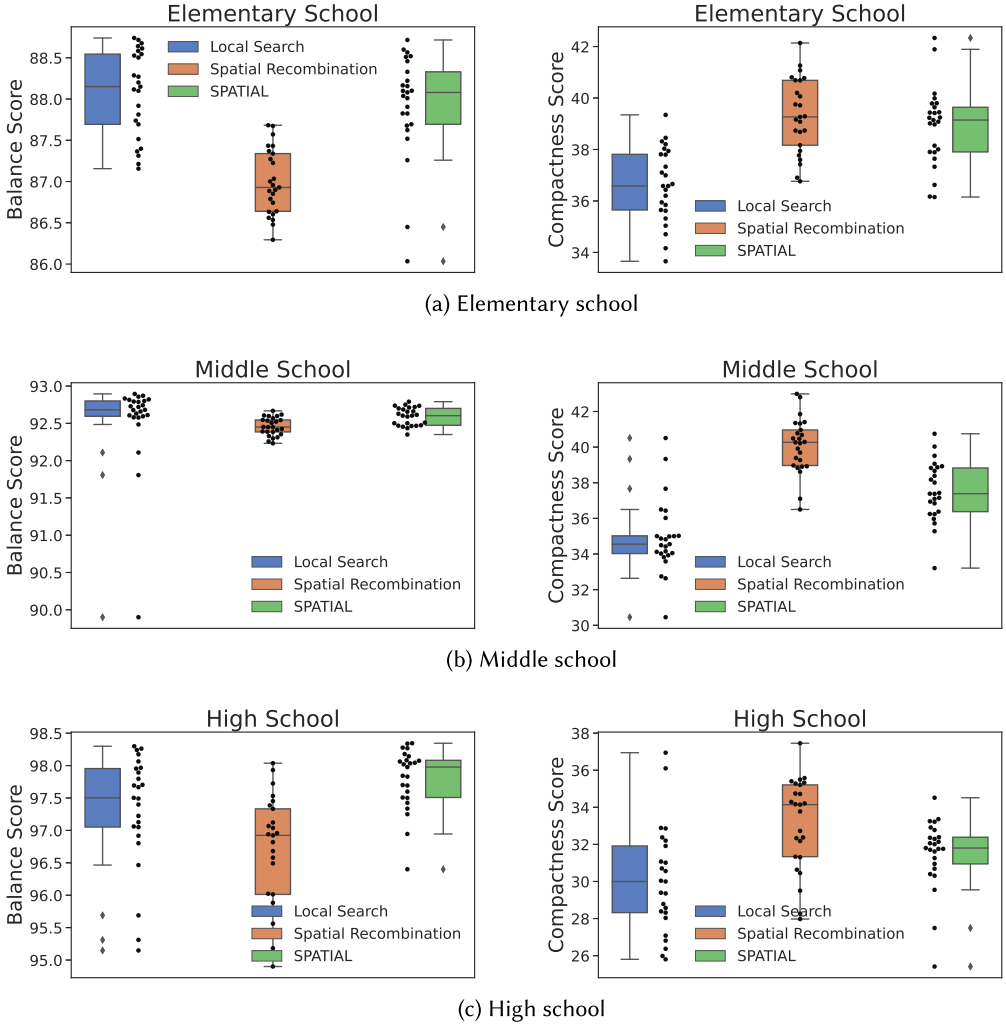 Elementary School
Balance Score
88.5
88.0
87.5
87.0
86.5
86.0
Local Search
Spatial Recombination
SPATIAL
Elementary School
Compactness Score
42
40
38
36
34
Local Search
Spatial Recombination
SPATIAL
(a) Elementary school
Middle School
Balance Score
93.0
92.5
92.0
91.5
91.0
90.5
90.0
Local Search
Spatial Recombination
SPATIAL
Middle School
Compactness Score
42
40
38
36
34
32
30
Local Search
Spatial Recombination
SPATIAL
(b) Middle school
High School
Balance Score
98.5
98.0
97.5
97.0
96.5
96.0
95.5
95.0
Local Search
Spatial Recombination
SPATIAL
High School
Compactness Score
38
36
34
32
30
28
26
Local Search
Spatial Recombination
SPATIAL
(c) High school